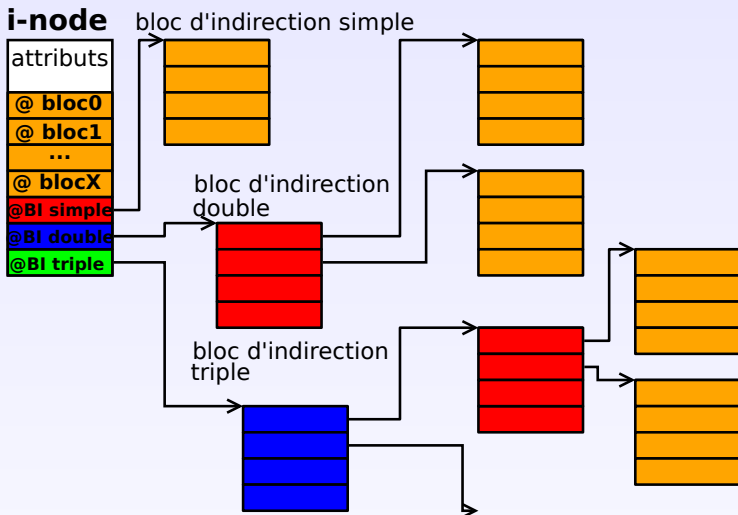 i-node
bloc d'indirection simple
attributs
@ bloc0
@ bloc1
...
@ blocX
@BI simple
@BI double
@BI triple
bloc d'indirection
double
bloc d'indirection
triple